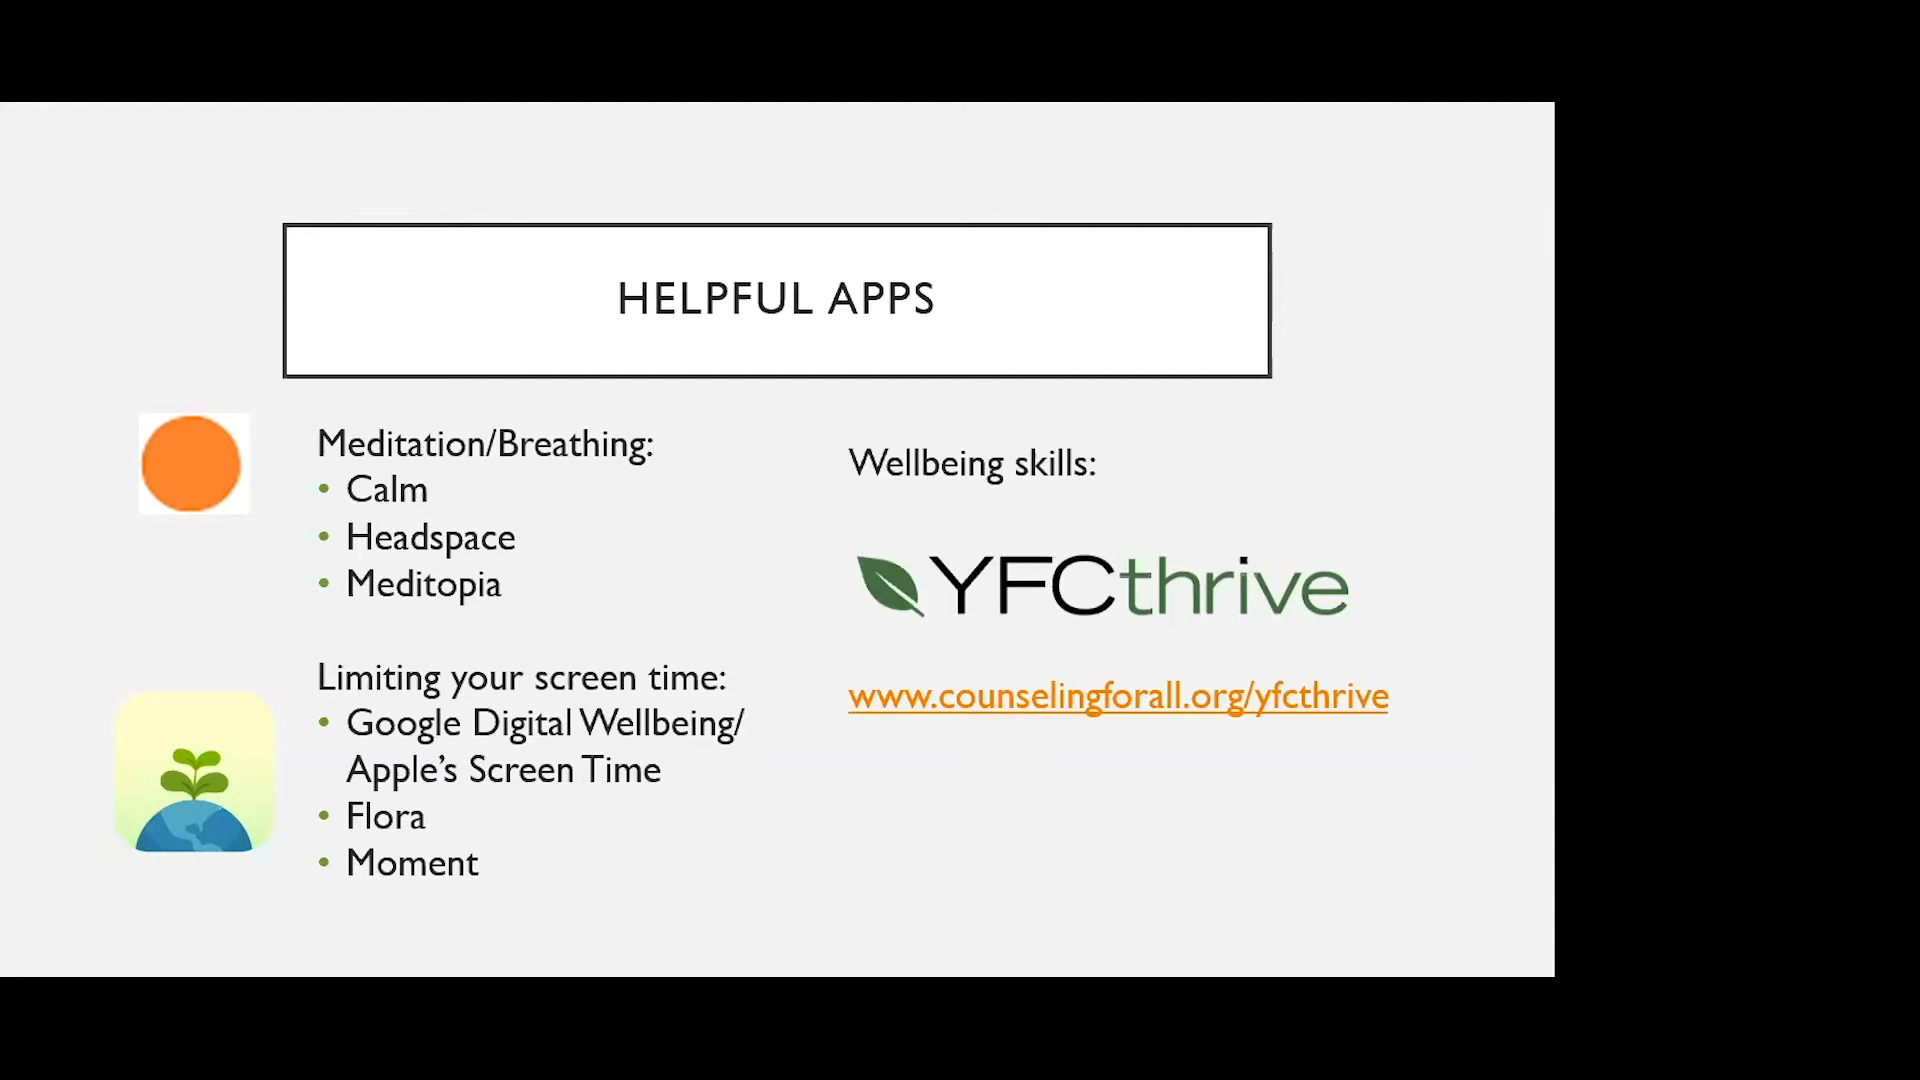 HELPFUL APPS
Meditation/Breathing:
• Calm
• Headspace
• Meditopia
Limiting your screen time:
• Google Digital Wellbeing/
Apple’s Screen Time
• Flora
• Moment
Wellbeing skills:
YFCthrive
www.counselingforall.org/yfcthrive